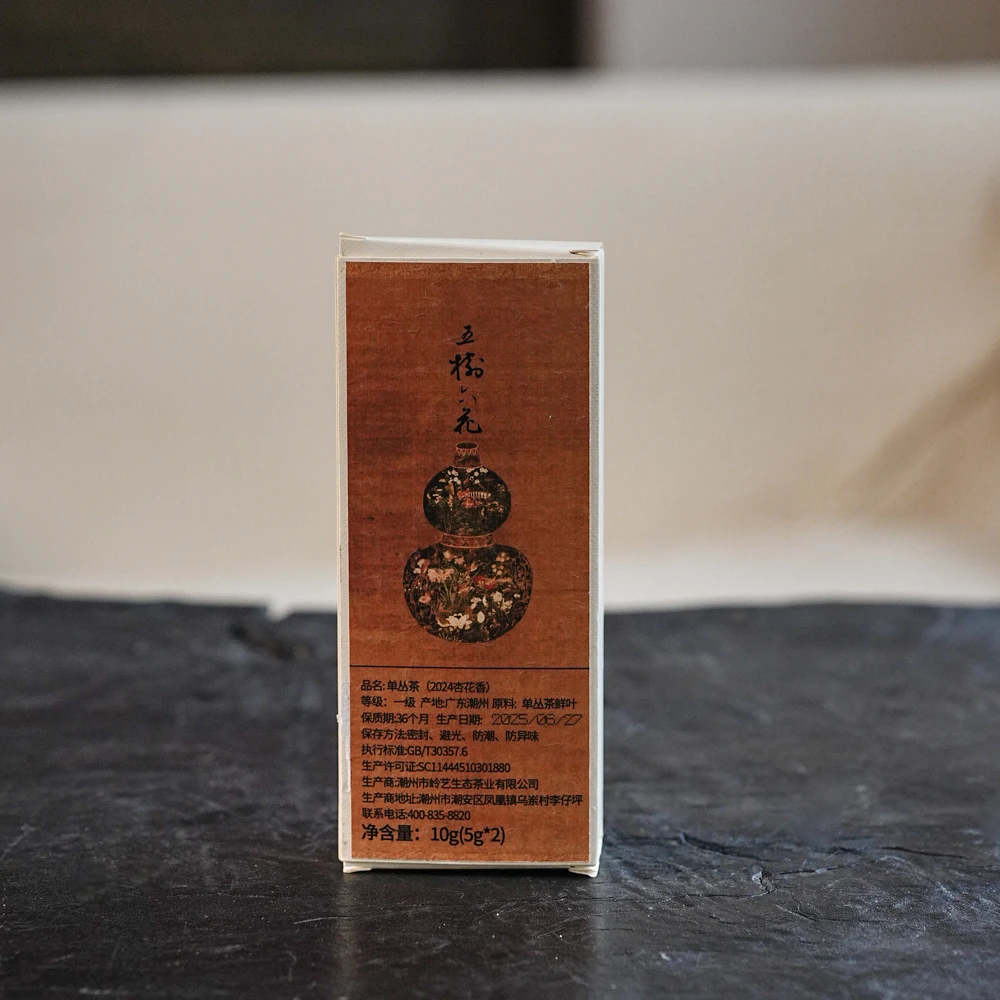 五樹六花
品名:单丛茶（2024杏花香）
等级：一级 产地:广东潮州 原料: 单丛茶鲜叶
保质期:36个月 生产日期: 2025/06/27
保存方法:密封、避光、防潮、防异味
执行标准:GB/T30357.6
生产许可证:SC11444510301880
生产商:潮州市岭艺生态茶业有限公司
生产商地址:潮州市潮安区凤凰镇乌岽村李仔坪
联系电话:400-835-8820
净含量：10g(5g*2)